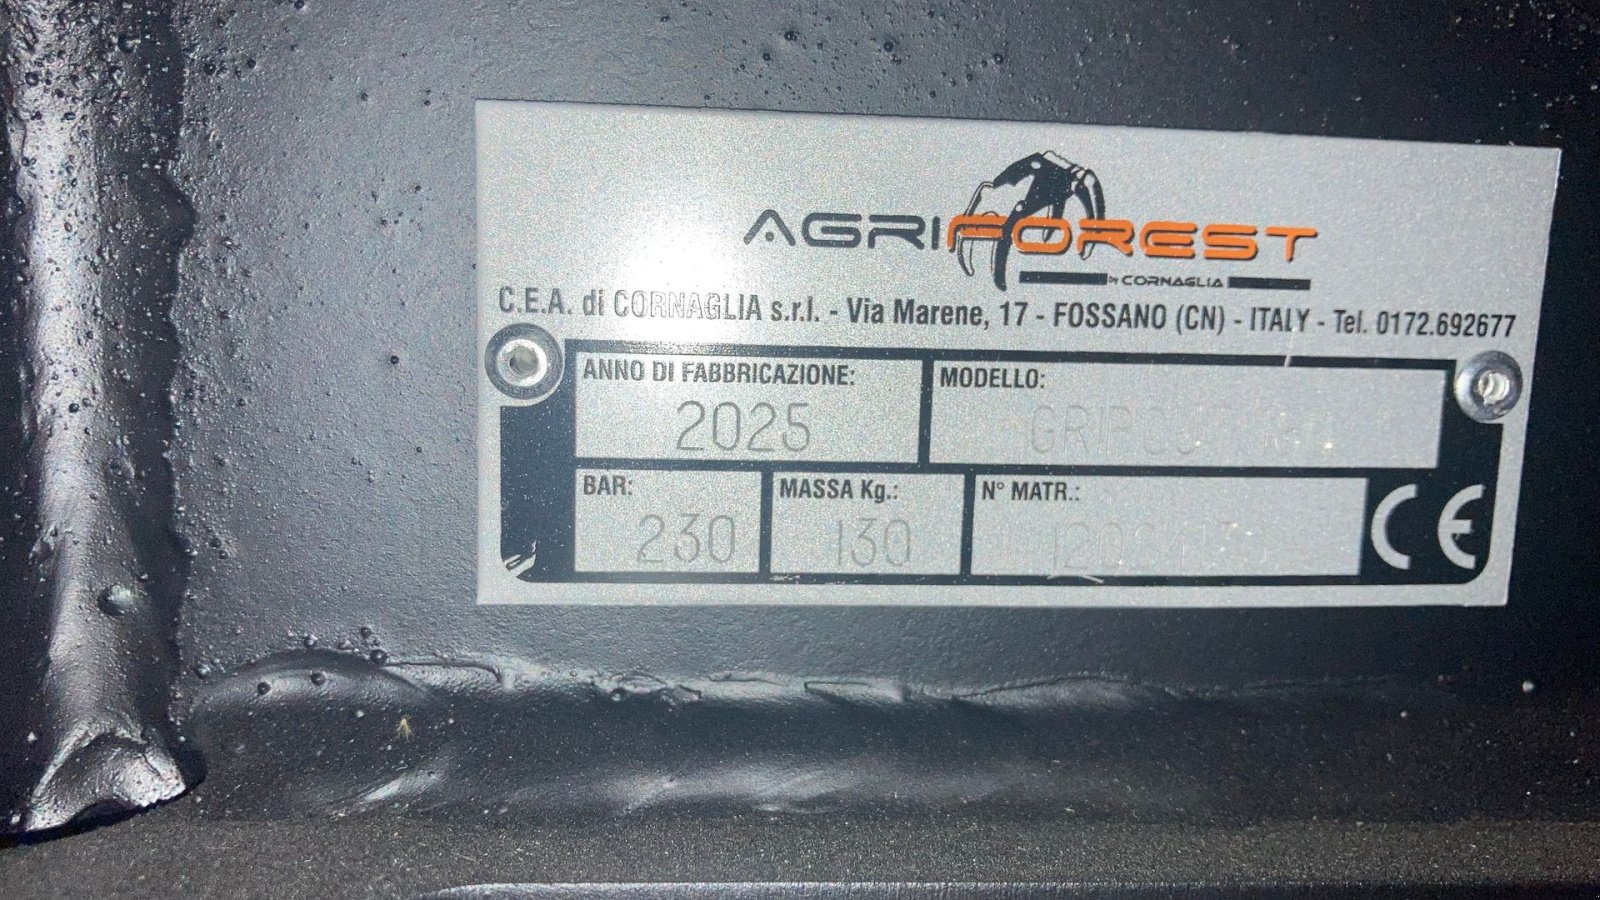 AGRIFOREST
by CORNAGLIA
C.E.A. di CORNAGLIA s.r.l. - Via Marene, 17 - FOSSANO (CN) - ITALY - Tel. 0172.692677
ANNO DI FABBRICAZIONE: MODELLO:
2025
BAR: MASSA Kg.: N° MATR.:
230 130
CE